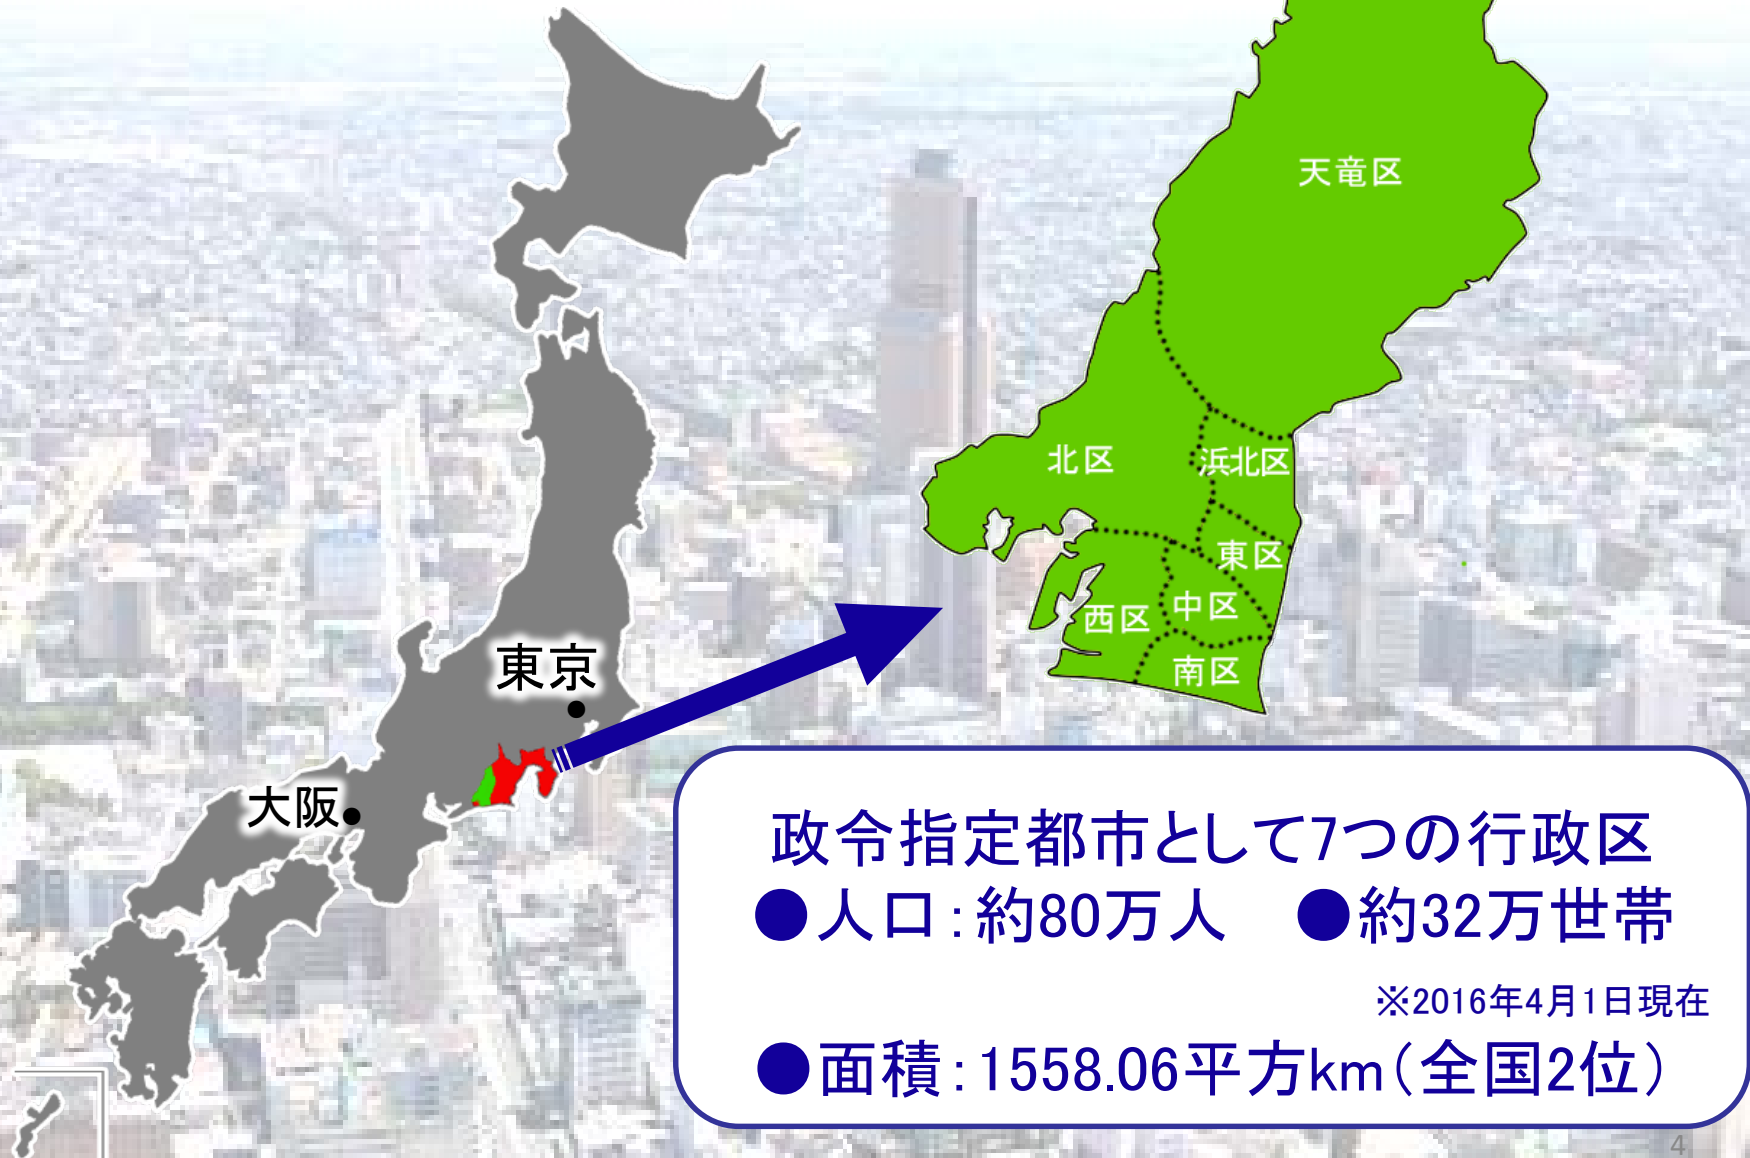 天竜区
北区
浜北区
東区
中区
西区
南区
東京
大阪
政令指定都市として7つの行政区
●人口：約80万人　●約32万世帯
※2016年4月1日現在
●面積：1558.06平方km（全国2位）
4